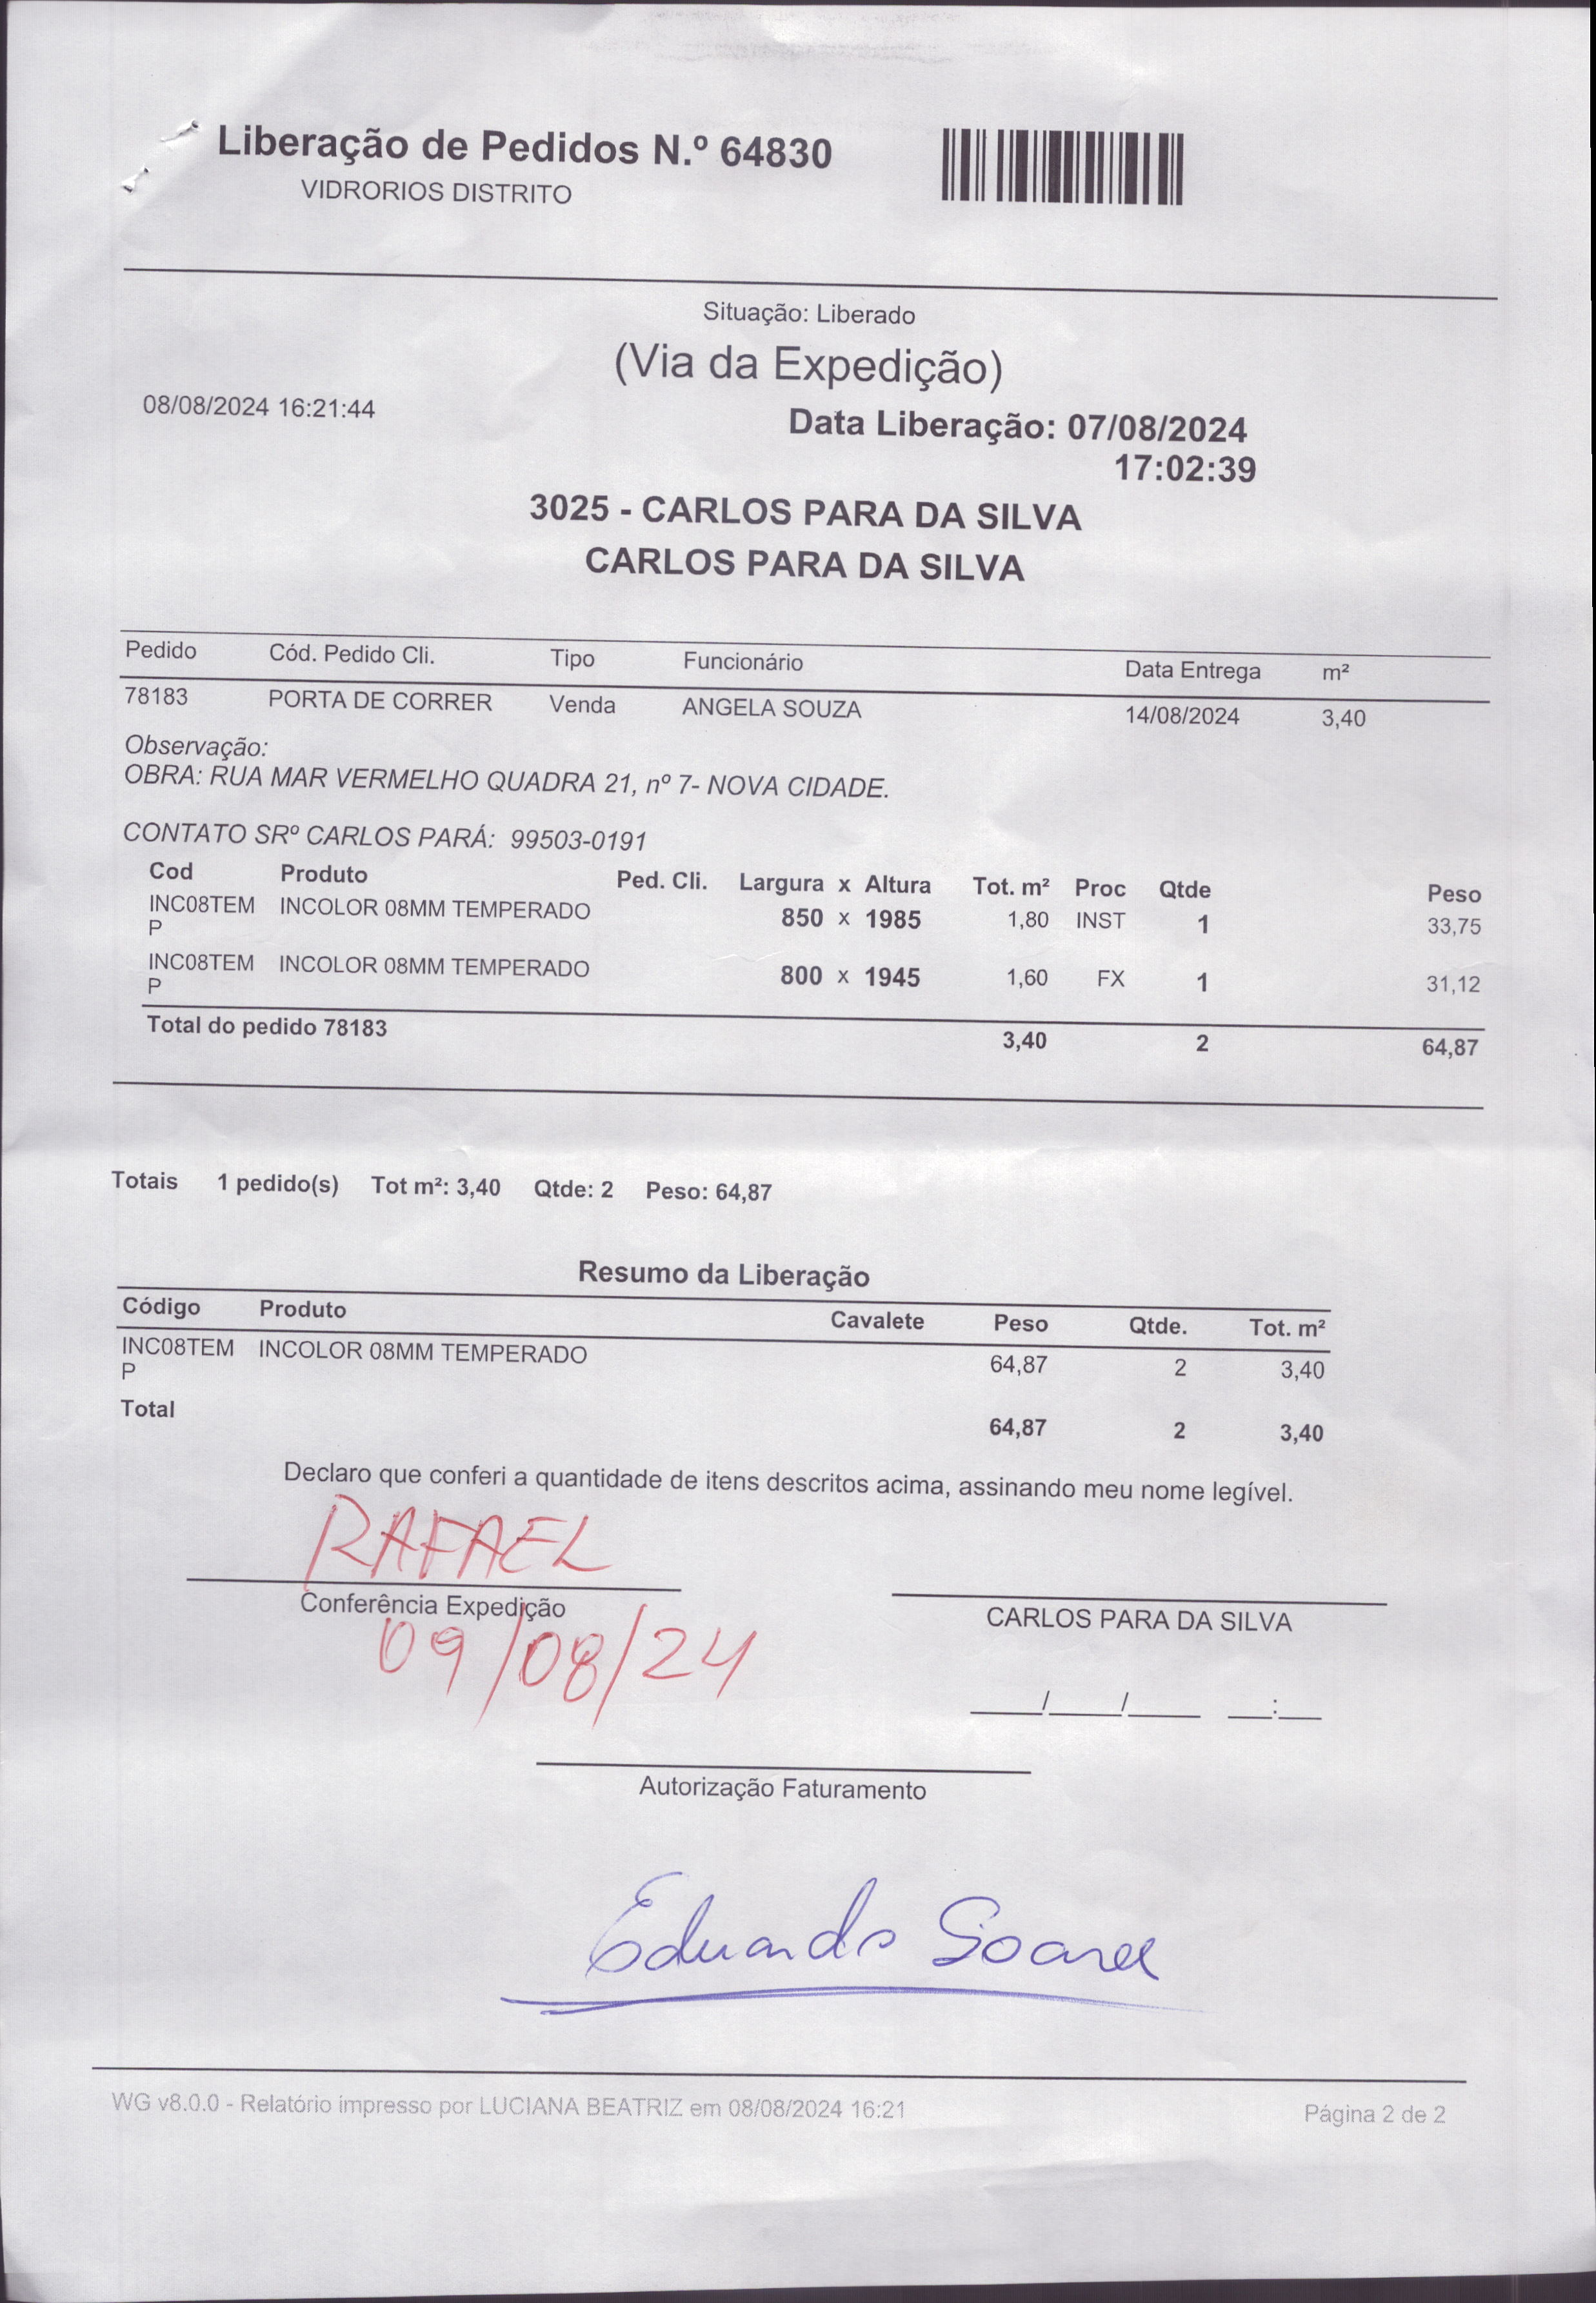 Liberação de Pedidos N.º 64830
VIDRORIOS DISTRITO
Situação: Liberado
(Via da Expedição)
08/08/2024 16:21:44
Data Liberação: 07/08/2024
17:02:39
3025 - CARLOS PARA DA SILVA
CARLOS PARA DA SILVA
Pedido Cód. Pedido Cli. Tipo Funcionário Data Entrega m²
78183 PORTA DE CORRER Venda ANGELA SOUZA 14/08/2024 3,40
Observação:
OBRA: RUA MAR VERMELHO QUADRA 21, nº 7- NOVA CIDADE.
CONTATO SRº CARLOS PARÁ: 99503-0191
Cod Produto Ped. Cli. Largura x Altura Tot. m² Proc Qtde Peso
INC08TEM INCOLOR 08MM TEMPERADO 850 x 1985 1,80 INST 1 33,75
P
INC08TEM INCOLOR 08MM TEMPERADO 800 x 1945 1,60 FX 1 31,12
P
Total do pedido 78183 3,40 2 64,87
Totais 1 pedido(s) Tot m²: 3,40 Qtde: 2 Peso: 64,87
Resumo da Liberação
Código Produto Cavalete Peso Qtde. Tot. m²
INC08TEM INCOLOR 08MM TEMPERADO 64,87 2 3,40
P
Total 64,87 2 3,40
Declaro que conferi a quantidade de itens descritos acima, assinando meu nome legível.
RAFAEL
Conferência Expedição
CARLOS PARA DA SILVA
09/08/24
____/____/____ __:__
Autorização Faturamento
Eduardo Soares
WG v8.0.0 - Relatório impresso por LUCIANA BEATRIZ em 08/08/2024 16:21
Página 2 de 2